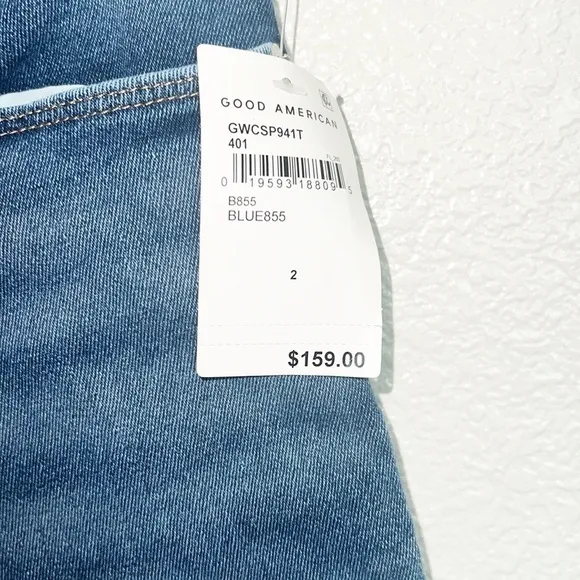 GOOD AMERICAN
GWCSP941T
401
0 19593 18809 5
B855
BLUE855
2
$159.00